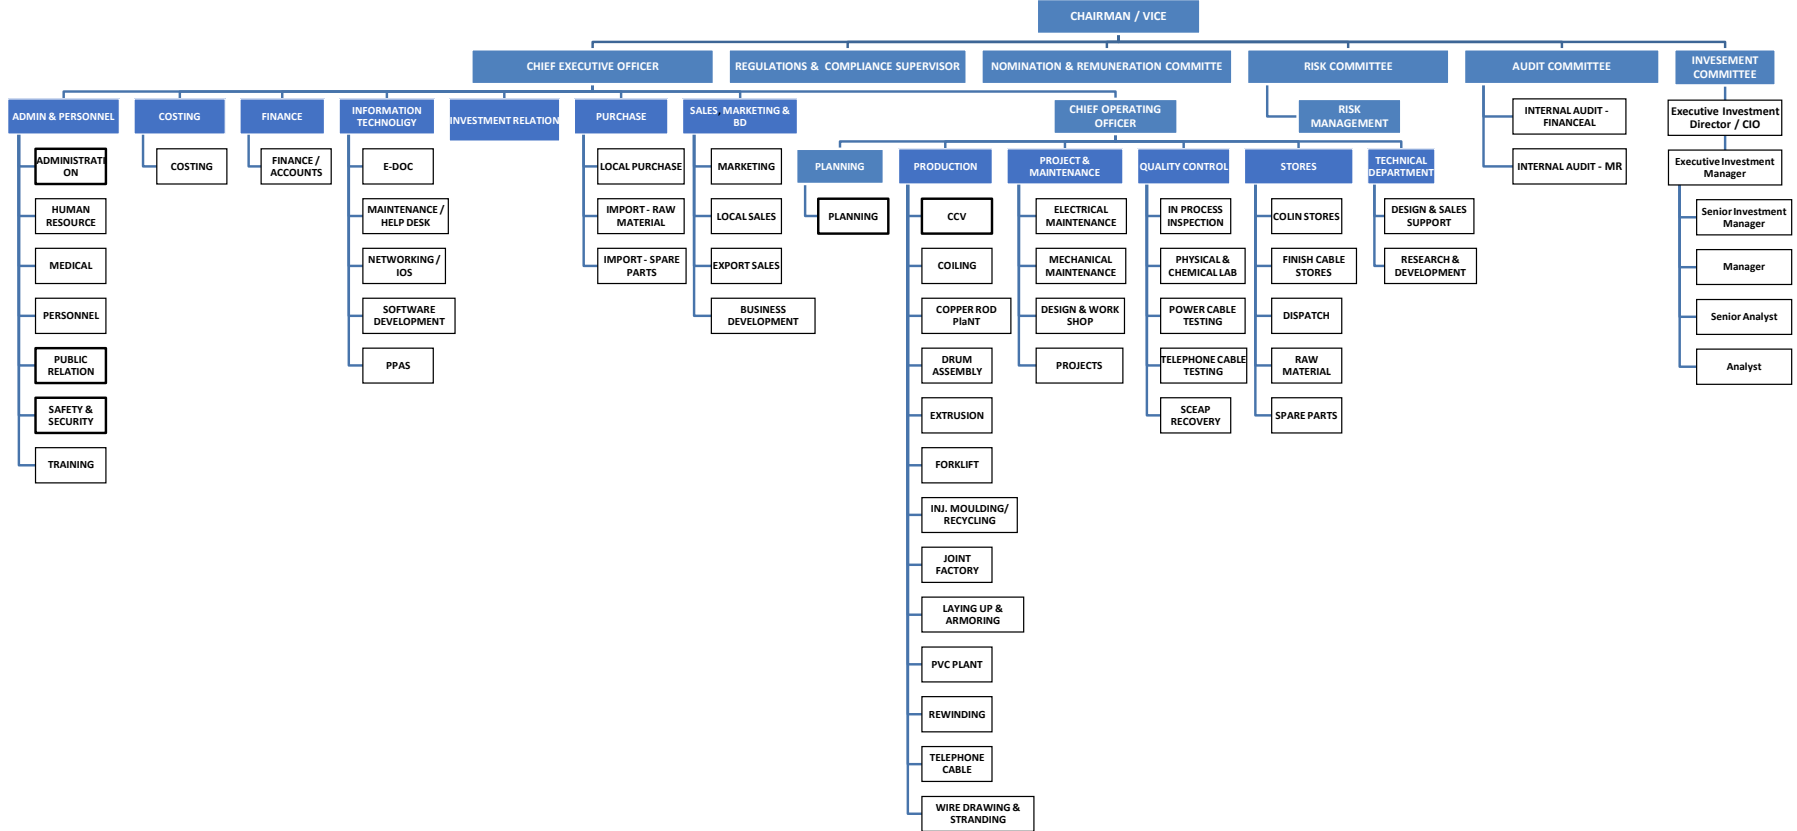 CHAIRMAN / VICE
CHIEF EXECUTIVE OFFICER
REGULATIONS & COMPLIANCE SUPERVISOR
NOMINATION & REMUNERATION COMMITTE
RISK COMMITTEE
AUDIT COMMITTEE
INVESEMENT
COMMITTEE
ADMIN & PERSONNEL
COSTING
FINANCE
INFORMATION
TECHNOLIGY
INVESTMENT RELATION
PURCHASE
SALES, MARKETING &
BD
CHIEF OPERATING
OFFICER
RISK
MANAGEMENT
INTERNAL AUDIT -
FINANCEAL
INTERNAL AUDIT - MR
Executive Investment
Director / CIO
Executive Investment
Manager
Senior Investment
Manager
Manager
Senior Analyst
Analyst
ADMINISTRATI
ON
HUMAN
RESOURCE
MEDICAL
PERSONNEL
PUBLIC
RELATION
SAFETY &
SECURITY
TRAINING
COSTING
FINANCE /
ACCOUNTS
E-DOC
MAINTENANCE /
HELP DESK
NETWORKING /
IOS
SOFTWARE
DEVELOPMENT
PPAS
LOCAL PURCHASE
IMPORT - RAW
MATERIAL
IMPORT - SPARE
PARTS
MARKETING
LOCAL SALES
EXPORT SALES
BUSINESS
DEVELOPMENT
PLANNING
PLANNING
PRODUCTION
CCV
COILING
COPPER ROD
PlaNT
DRUM
ASSEMBLY
EXTRUSION
FORKLIFT
INJ. MOULDING/
RECYCLING
JOINT
FACTORY
LAYING UP &
ARMORING
PVC PLANT
REWINDING
TELEPHONE
CABLE
WIRE DRAWING &
STRANDING
PROJECT &
MAINTENANCE
ELECTRICAL
MAINTENANCE
MECHANICAL
MAINTENANCE
DESIGN & WORK
SHOP
PROJECTS
QUALITY CONTROL
IN PROCESS
INSPECTION
PHYSICAL &
CHEMICAL LAB
POWER CABLE
TESTING
TELEPHONE CABLE
TESTING
SCEAP
RECOVERY
STORES
COLIN STORES
FINISH CABLE
STORES
DISPATCH
RAW
MATERIAL
SPARE PARTS
TECHNICAL
DEPARTMENT
DESIGN & SALES
SUPPORT
RESEARCH &
DEVELOPMENT